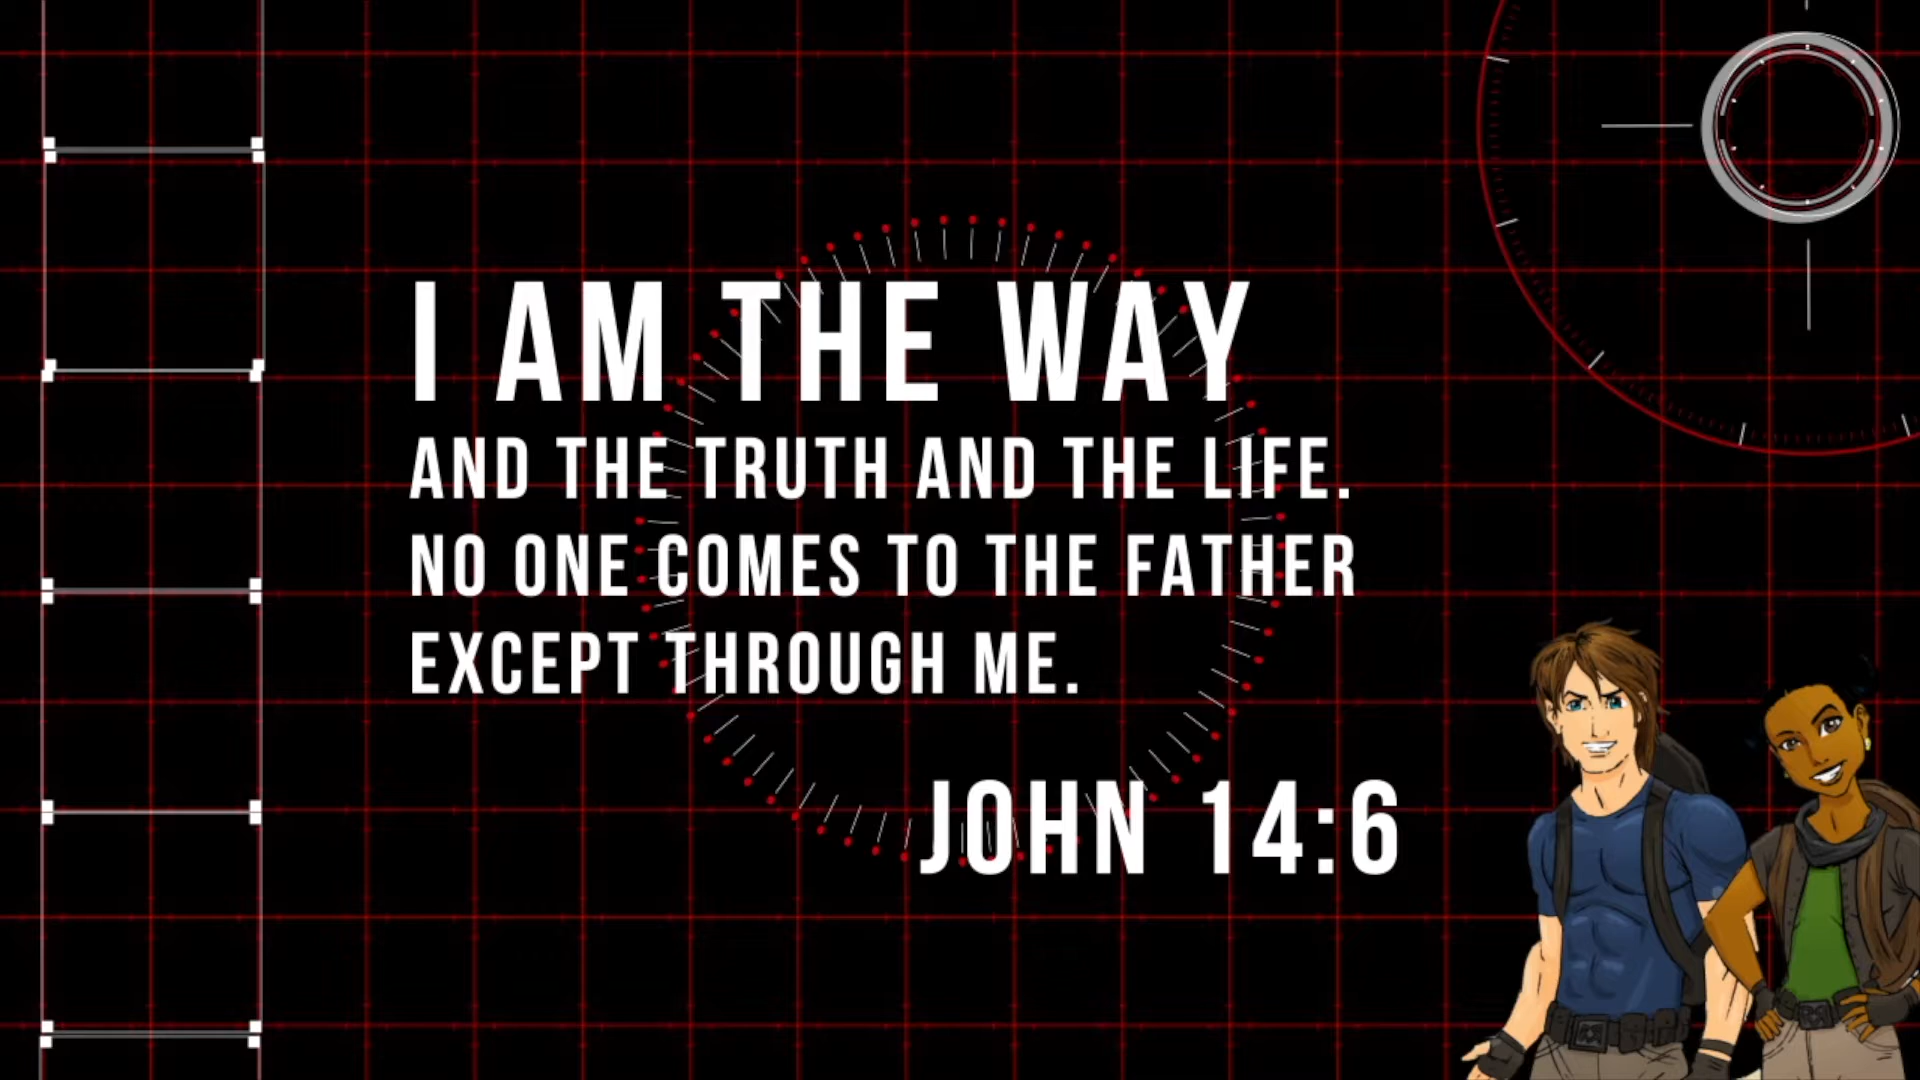 I AM THE WAY
AND THE TRUTH AND THE LIFE.
NO ONE COMES TO THE FATHER
EXCEPT THROUGH ME.
JOHN 14:6